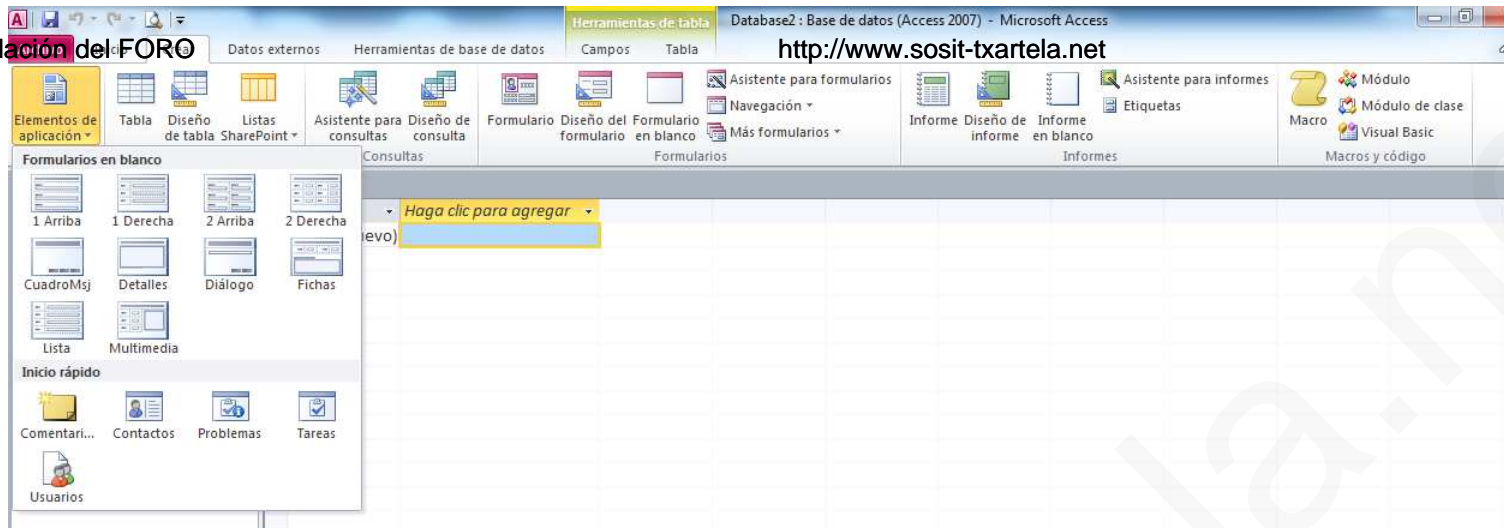 Herramientas de tabla Database2 : Base de datos (Access 2007) - Microsoft Access
lación del FORO Datos externos Herramientas de base de datos Campos Tabla http://www.sosit-txartela.net
Elementos de aplicación
Tabla
Diseño de tabla
Listas SharePoint
Asistente para consultas
Diseño de consulta
Consultas
Formulario
Diseño del formulario
Formulario en blanco
Asistente para formularios
Navegación
Más formularios
Formularios
Informe
Diseño de informe
Informe en blanco
Asistente para informes
Etiquetas
Informes
Macro
Módulo
Módulo de clase
Visual Basic
Macros y código
Formularios en blanco
1 Arriba 1 Derecha 2 Arriba 2 Derecha
CuadroMsj Detalles Diálogo Fichas
Lista Multimedia
Inicio rápido
Comentari... Contactos Problemas Tareas
Usuarios
Haga clic para agregar
evo)